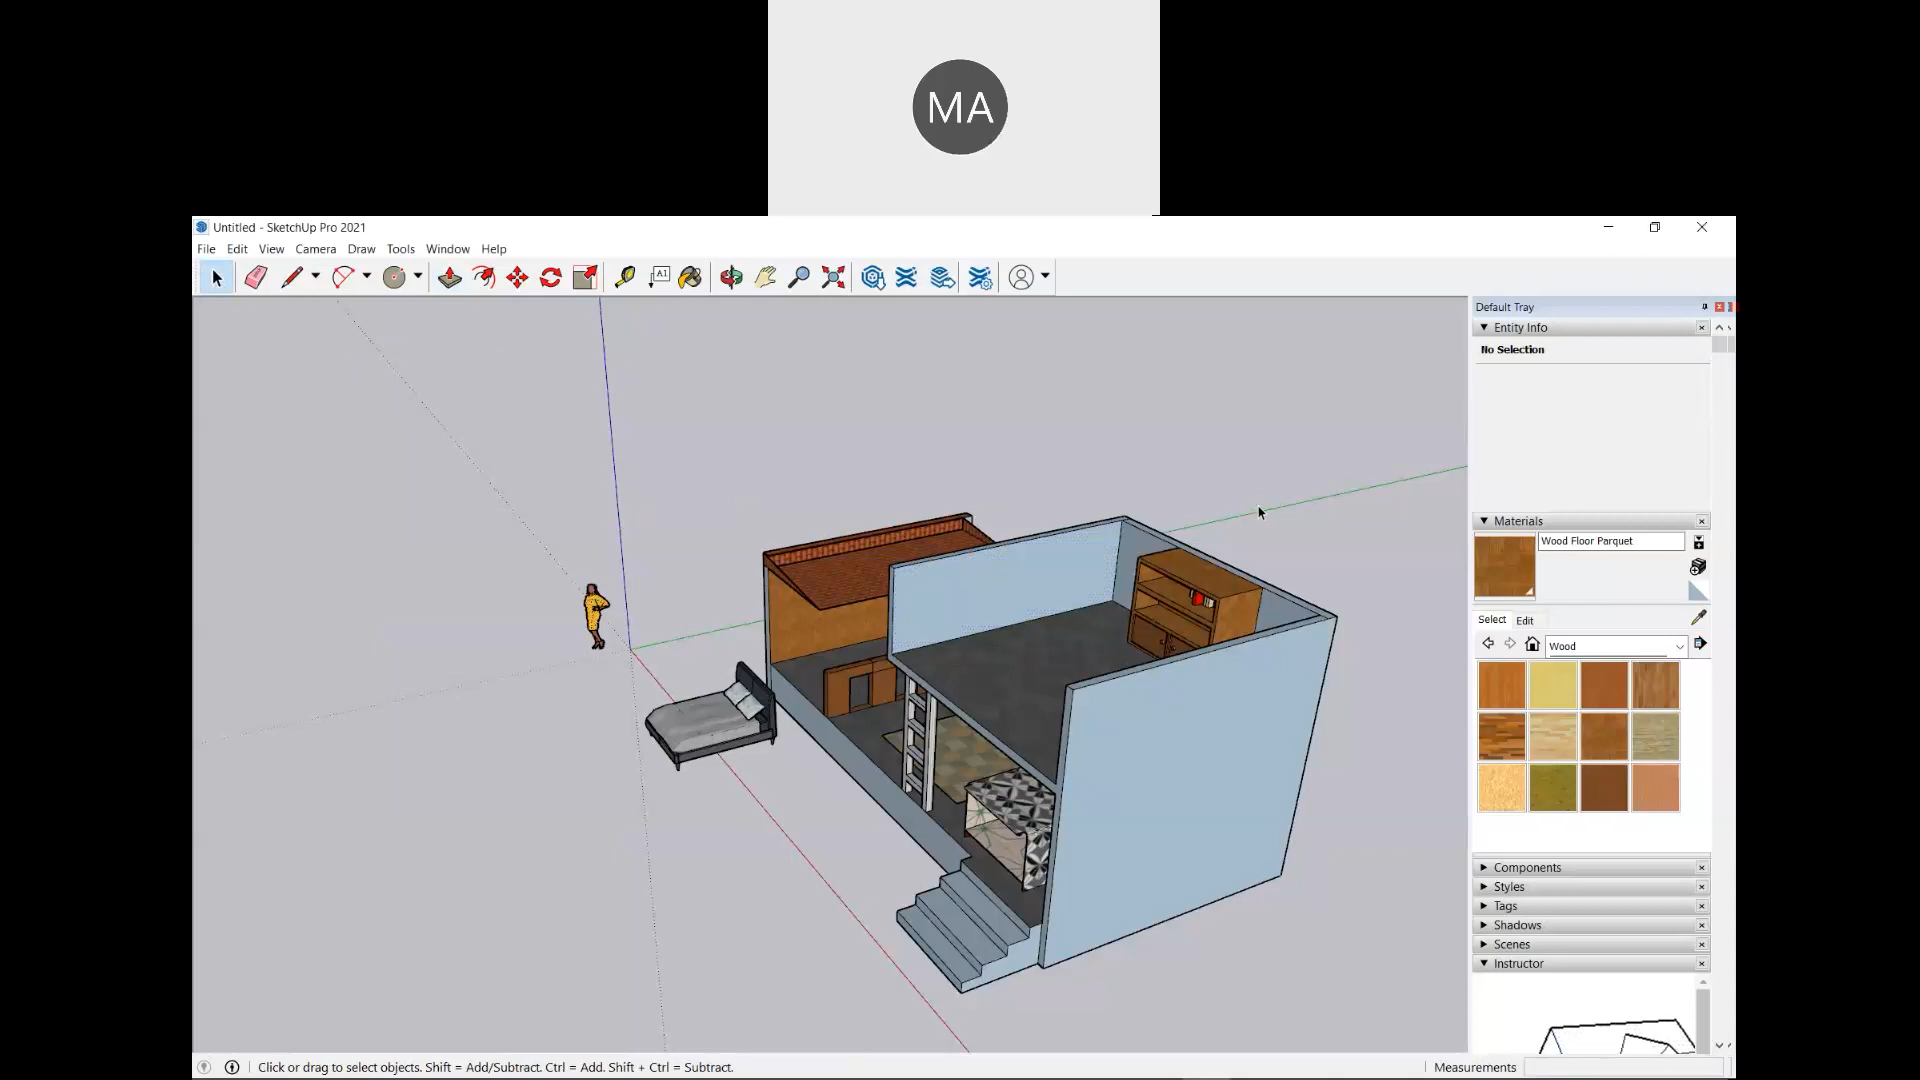 MA
Untitled - SketchUp Pro 2021
File Edit View Camera Draw Tools Window Help
A1
Default Tray
Entity Info
No Selection
Materials
Wood Floor Parquet
Select Edit
Wood
Components
Styles
Tags
Shadows
Scenes
Instructor
Click or drag to select objects. Shift = Add/Subtract. Ctrl = Add. Shift + Ctrl = Subtract.
Measurements